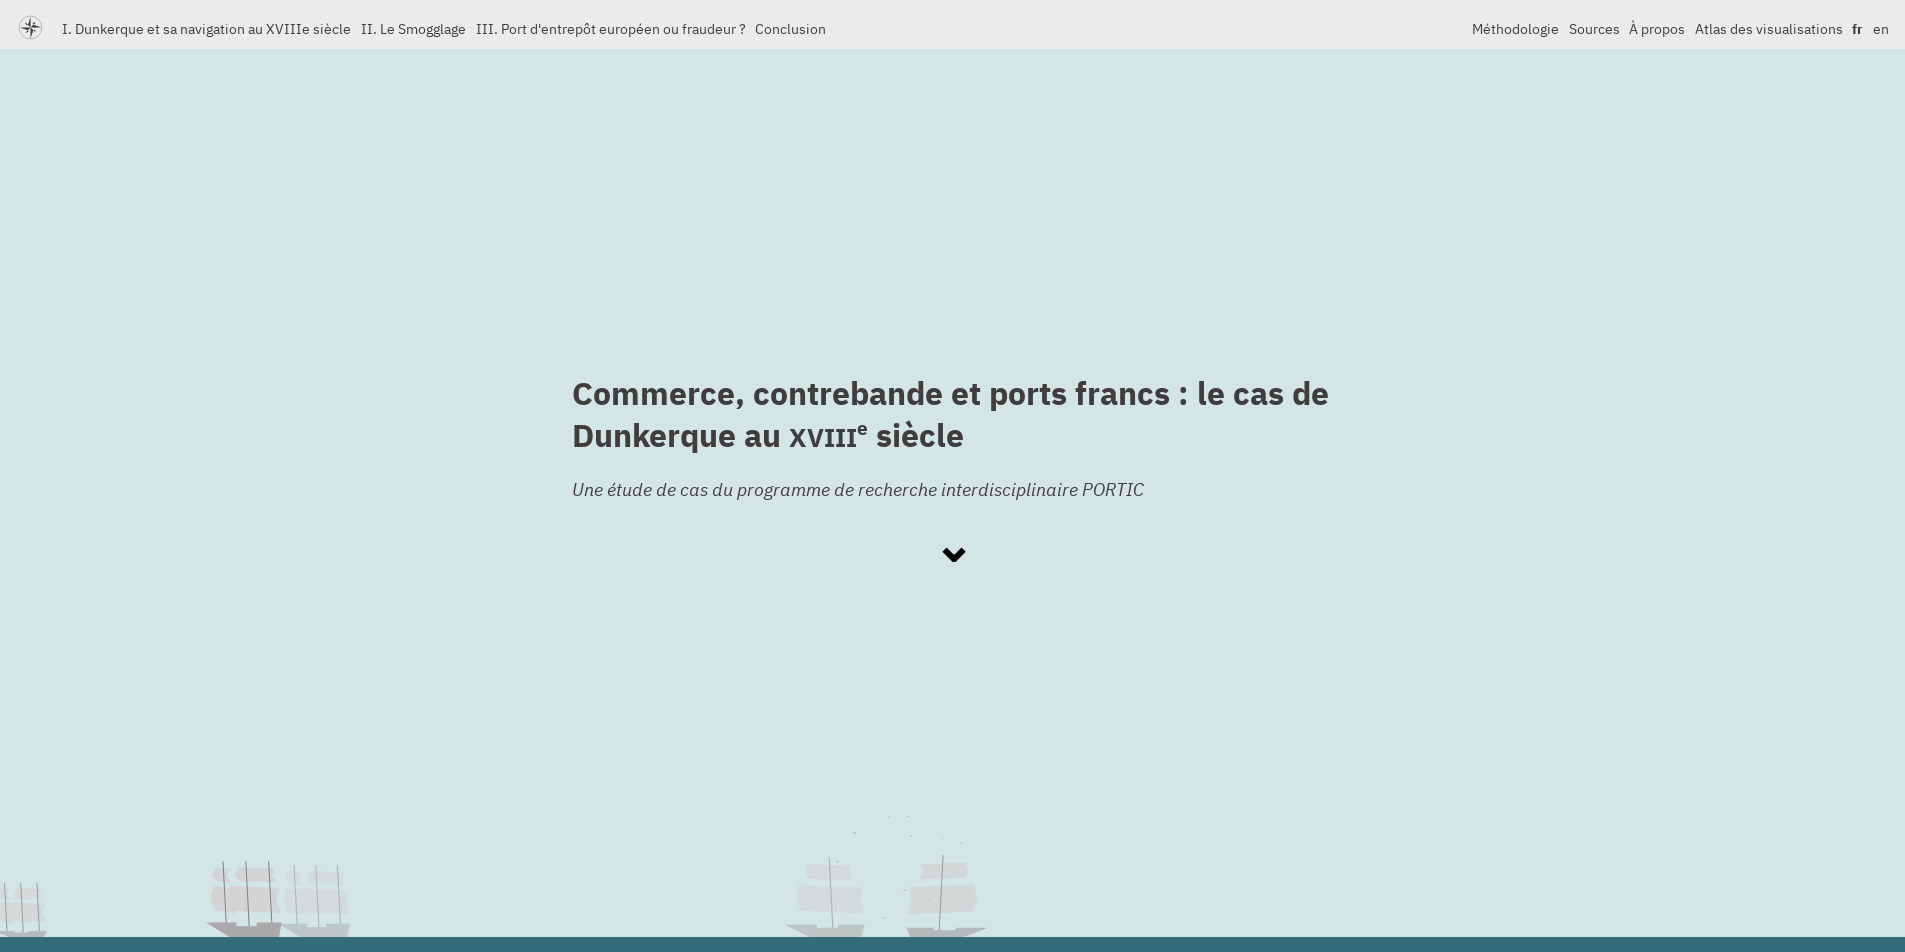 I. Dunkerque et sa navigation au XVIIIe siècle II. Le Smogglage III. Port d'entrepôt européen ou fraudeur ? Conclusion Méthodologie Sources À propos Atlas des visualisations fr en
Commerce, contrebande et ports francs : le cas de
Dunkerque au XVIIIe siècle
Une étude de cas du programme de recherche interdisciplinaire PORTIC